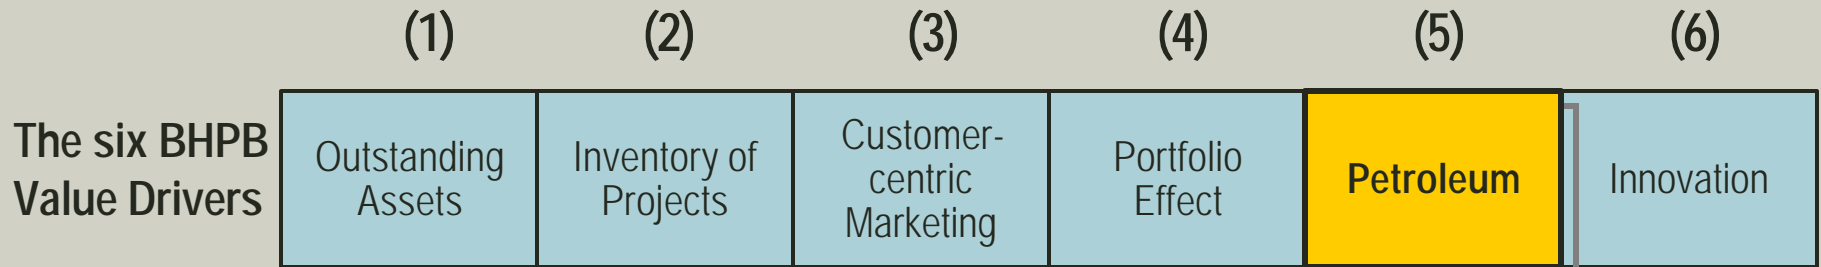 (1) (2) (3) (4) (5) (6)
The six BHPB
Value Drivers
Outstanding
Assets
Inventory of
Projects
Customer-
centric
Marketing
Portfolio
Effect
Petroleum
Innovation